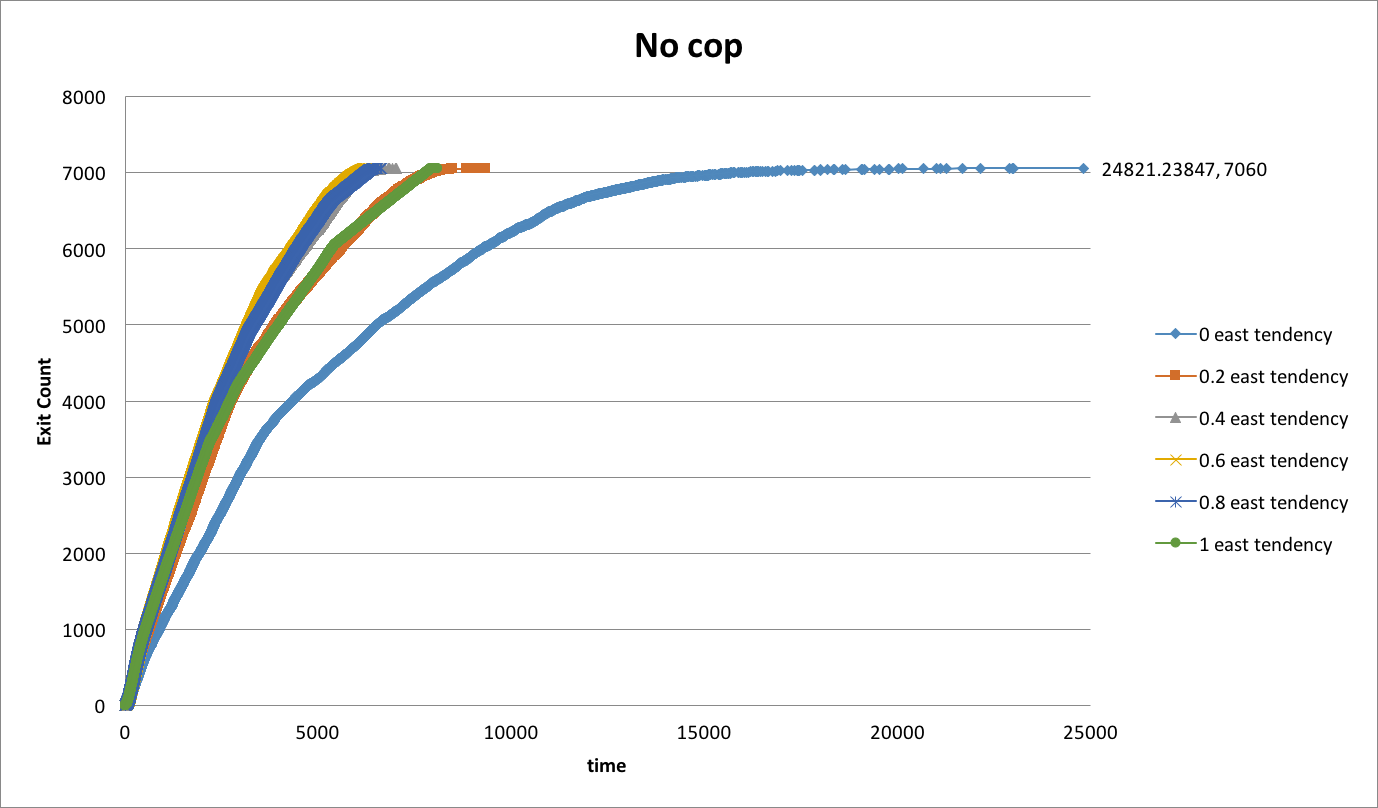 No cop
8000
7000
6000
5000
4000
3000
2000
1000
0
Exit Count
0
5000
10000
15000
20000
25000
time
24821.23847, 7060
0 east tendency
0.2 east tendency
0.4 east tendency
0.6 east tendency
0.8 east tendency
1 east tendency